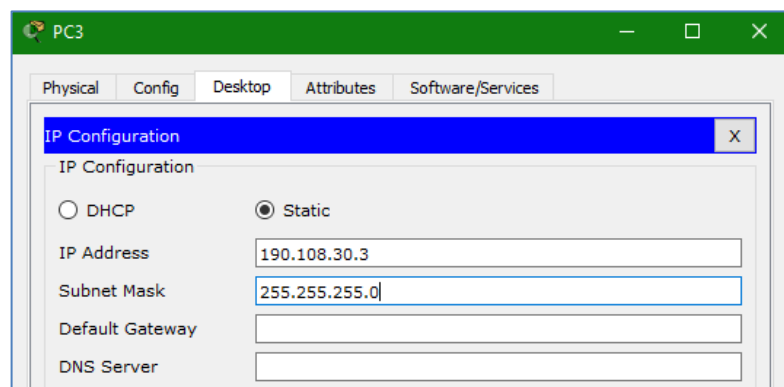 PC3
Physical Config Desktop Attributes Software/Services
IP Configuration X
IP Configuration
DHCP Static
IP Address 190.108.30.3
Subnet Mask 255.255.255.0
Default Gateway
DNS Server